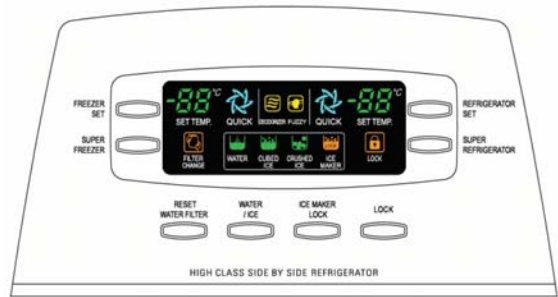 FREEZER
SET
SUPER
FREEZER
-88 °C
SET TEMP.
QUICK
DEODORIZER FUZZY
QUICK
-88 °C
SET TEMP.
FILTER
CHANGE
WATER
CUBED
ICE
CRUSHED
ICE
ICE
MAKER
LOCK
REFRIGERATOR
SET
SUPER
REFRIGERATOR
RESET
WATER FILTER
WATER
/ ICE
ICE MAKER
LOCK
LOCK
HIGH CLASS SIDE BY SIDE REFRIGERATOR